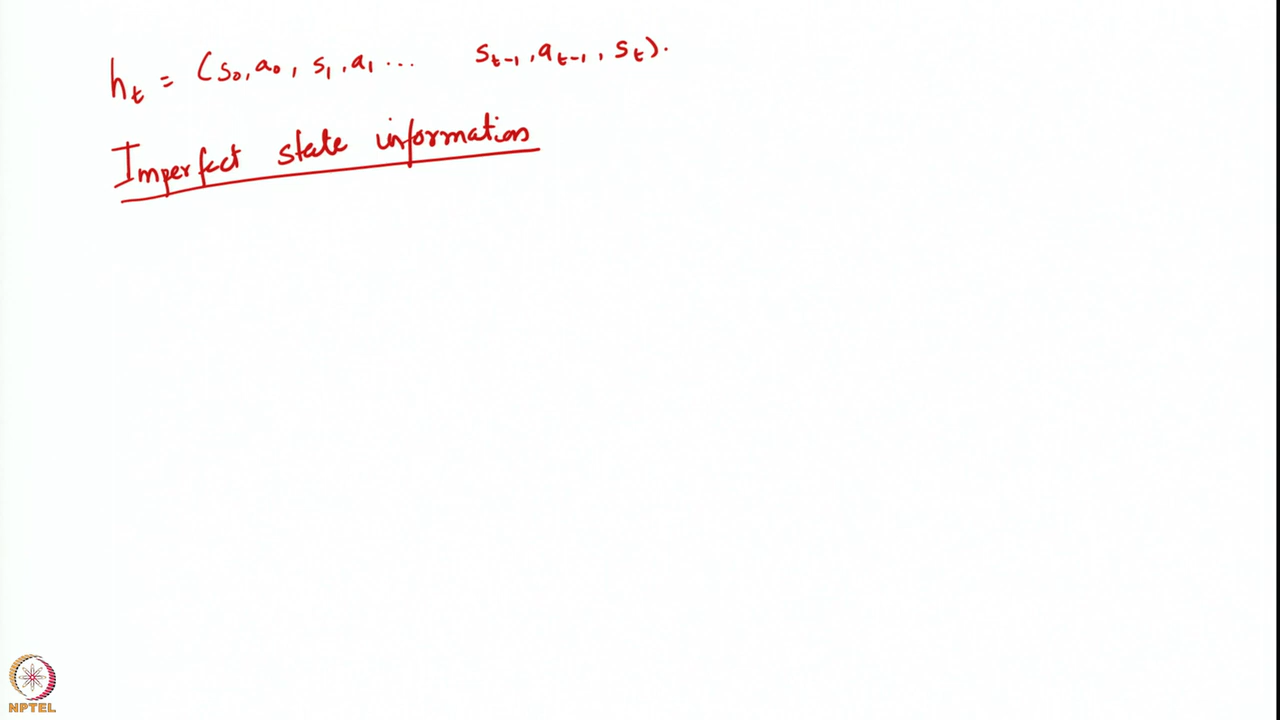 h_t = (s_0, a_0, s_1, a_1 ... s_{t-1}, a_{t-1}, s_t).
Imperfect state information
NPTEL